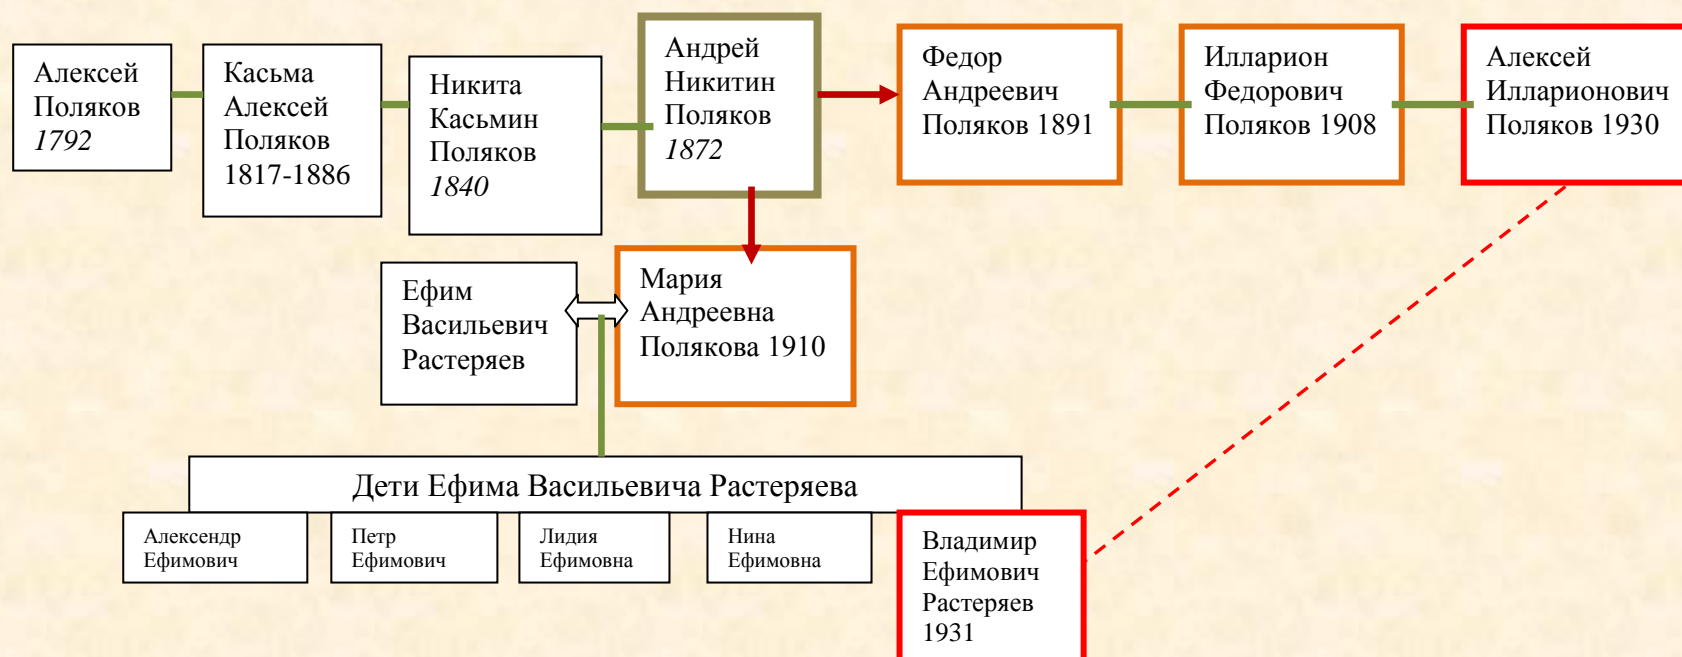 Алексей
Поляков
1792
Касьма
Алексей
Поляков
1817-1886
Никита
Касьмин
Поляков
1840
Андрей
Никитин
Поляков
1872
Федор
Андреевич
Поляков 1891
Илларион
Федорович
Поляков 1908
Алексей
Илларионович
Поляков 1930
Ефим
Васильевич
Растеряев
Мария
Андреевна
Полякова 1910
Дети Ефима Васильевича Растеряева
Алексендр
Ефимович
Петр
Ефимович
Лидия
Ефимовна
Нина
Ефимовна
Владимир
Ефимович
Растеряев
1931